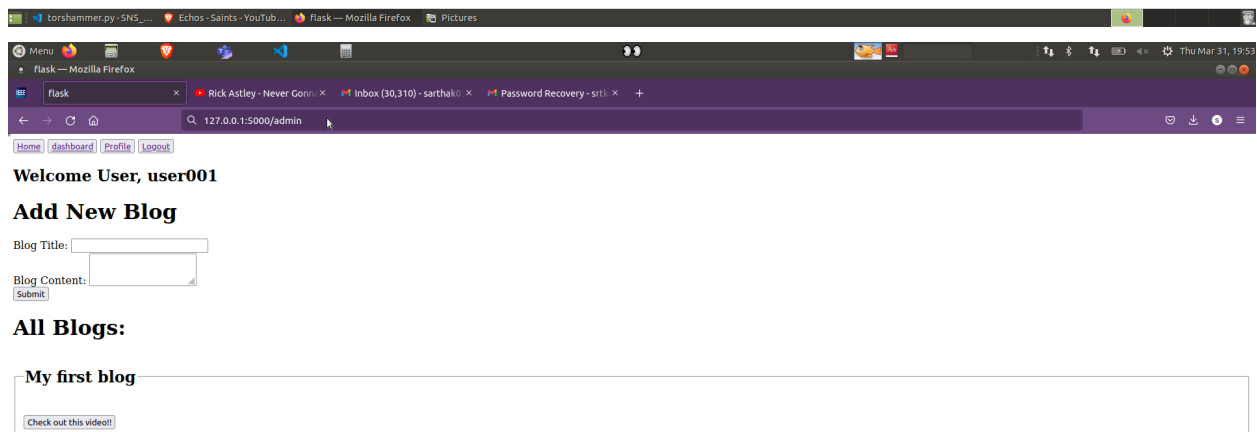 torshammer.py - SNS_... Echos - Saints - YouTub... flask — Mozilla Firefox Pictures
Menu Thu Mar 31, 19:53
flask — Mozilla Firefox
flask × Rick Astley - Never Gonn × Inbox (30,310) - sarthak0 × Password Recovery - srtk × +
127.0.0.1:5000/admin S
Home dashboard Profile Logout
Welcome User, user001
Add New Blog
Blog Title:
Blog Content:
Submit
All Blogs:
My first blog
Check out this video!!